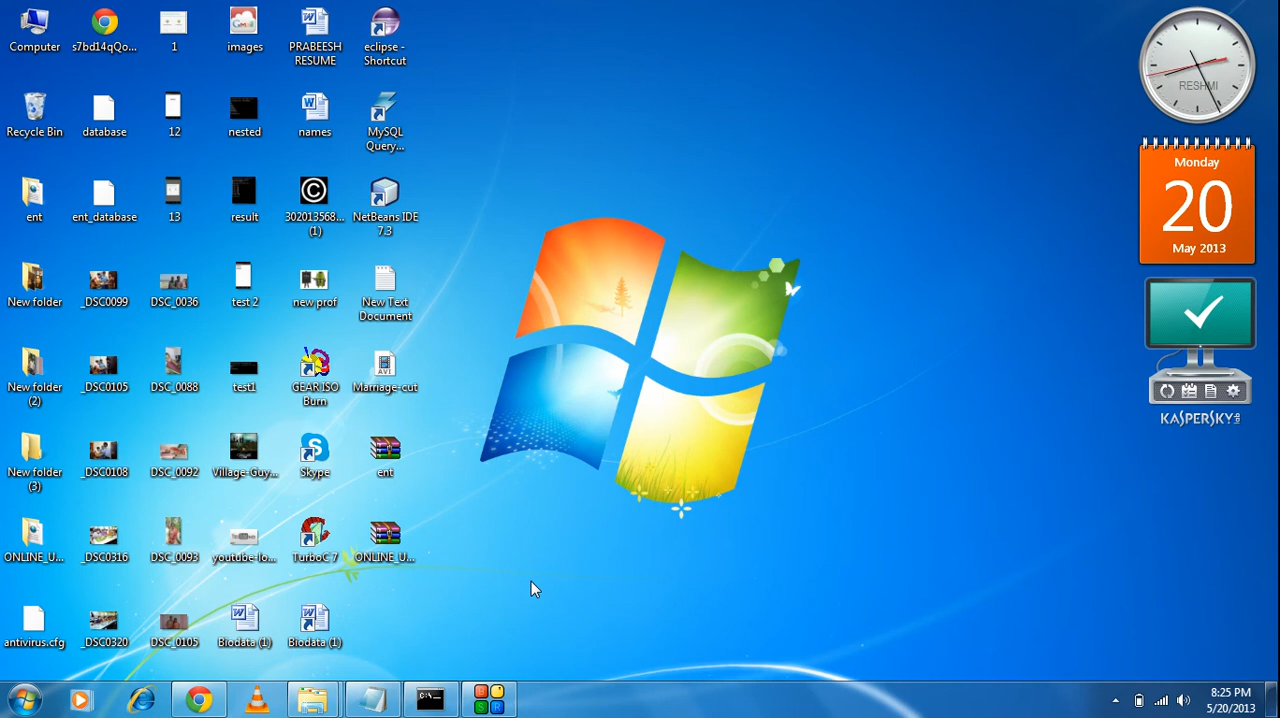 Computer
s7bd14qQo...
1
images
PRABEESH
RESUME
eclipse -
Shortcut
Recycle Bin
database
12
nested
names
MySQL
Query...
ent
ent_database
13
result
302013568...
(1)
NetBeans IDE
7.3
New folder
_DSC0099
DSC_0036
test 2
new prof
New Text
Document
New folder
(2)
_DSC0105
DSC_0088
test1
GEAR ISO
Burn
Marriage-cut
New folder
(3)
_DSC0108
DSC_0092
Village-Guy...
Skype
ent
ONLINE_U...
_DSC0316
DSC_0093
youtube-lo...
TurboC 7
ONLINE_U...
antivirus.cfg
_DSC0320
DSC_0105
Biodata (1)
Biodata (1)
RESHMI
Monday
20
May 2013
KASPERSKY
8:25 PM
5/20/2013